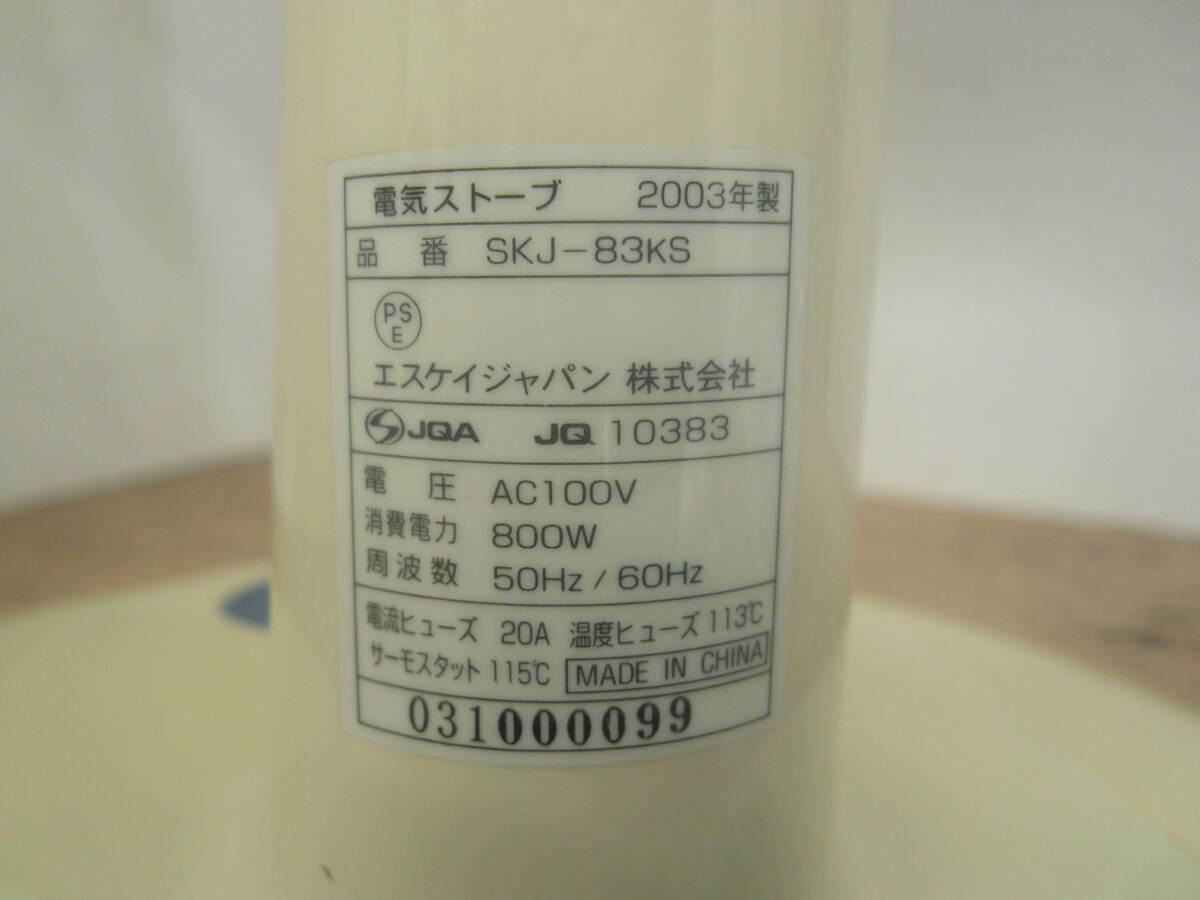 電気ストーブ 2003年製
品番 SKJ-83KS
PS
E
エスケイジャパン 株式会社
JQA JQ 10383
電圧 AC100V
消費電力 800W
周波数 50Hz/60Hz
電流ヒューズ 20A 温度ヒューズ 113℃
サーモスタット 115℃ MADE IN CHINA
031000099